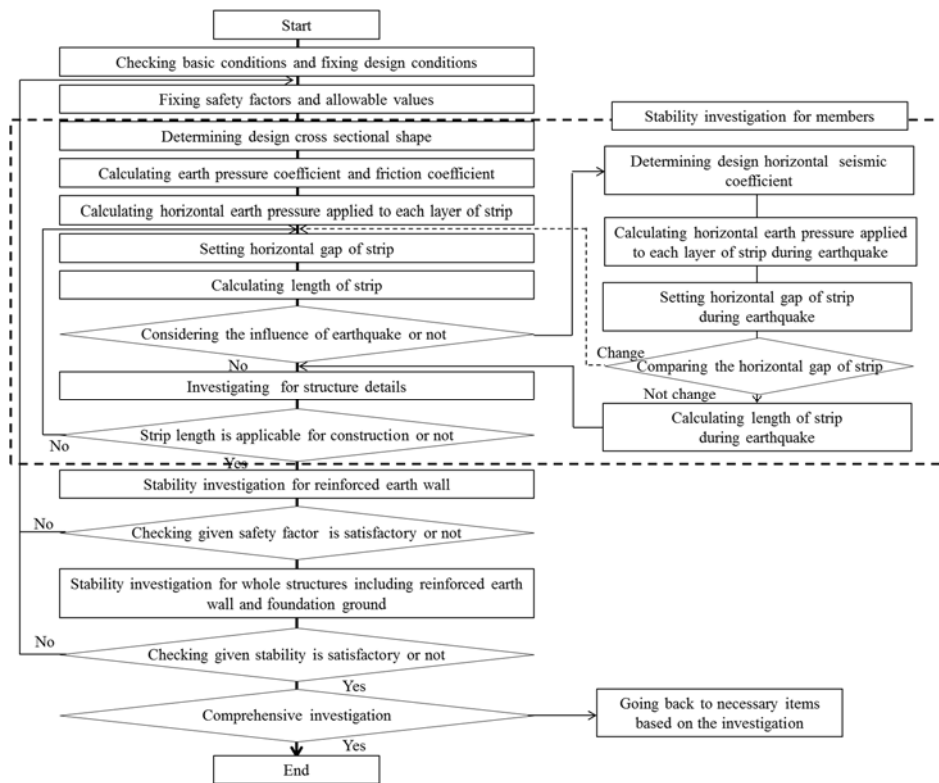 Start
Checking basic conditions and fixing design conditions
Fixing safety factors and allowable values
Stability investigation for members
Determining design cross sectional shape
Calculating earth pressure coefficient and friction coefficient
Calculating horizontal earth pressure applied to each layer of strip
Setting horizontal gap of strip
Calculating length of strip
Considering the influence of earthquake or not
No
Determining design horizontal seismic
coefficient
Calculating horizontal earth pressure applied
to each layer of strip during earthquake
Setting horizontal gap of strip
during earthquake
Change
Comparing the horizontal gap of strip
Not change
Calculating length of strip
during earthquake
Investigating for structure details
Strip length is applicable for construction or not
No
Yes
Stability investigation for reinforced earth wall
No
Checking given safety factor is satisfactory or not
Stability investigation for whole structures including reinforced earth
wall and foundation ground
No
Checking given stability is satisfactory or not
Yes
Comprehensive investigation
Going back to necessary items
based on the investigation
Yes
End